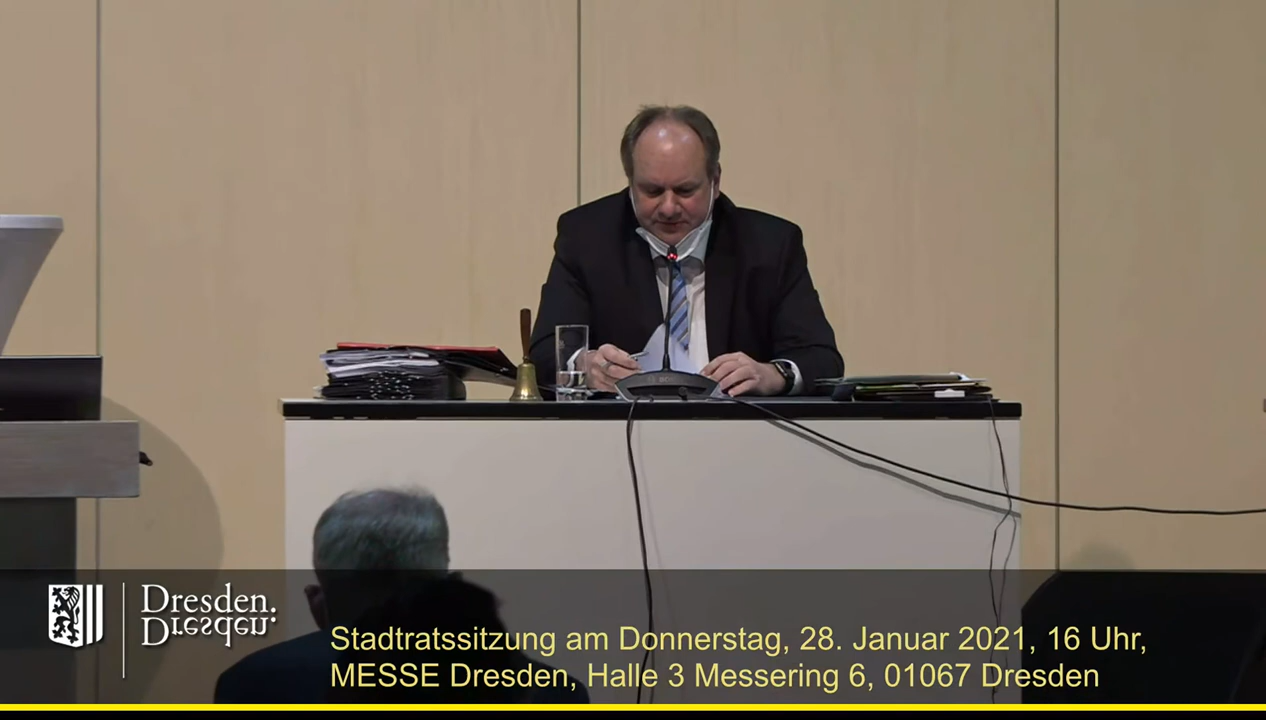 Dresden.
Dresden.
Stadtratssitzung am Donnerstag, 28. Januar 2021, 16 Uhr,
MESSE Dresden, Halle 3 Messering 6, 01067 Dresden